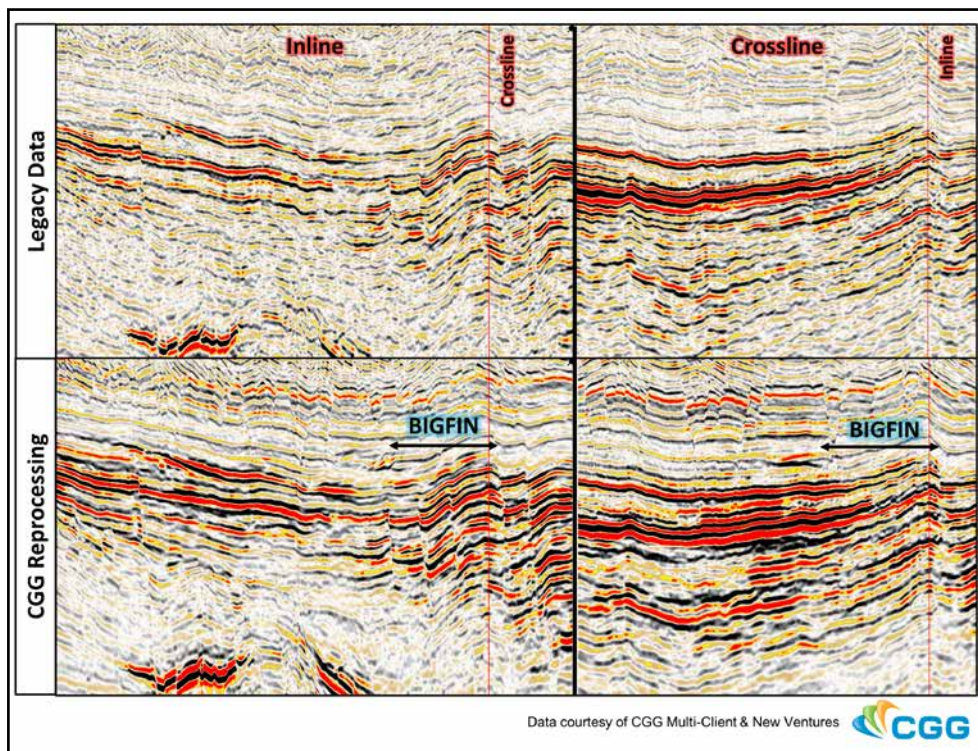 Inline
Crossline
Crossline
Inline
Legacy Data
BIGFIN
BIGFIN
CGG Reprocessing
Data courtesy of CGG Multi-Client & New Ventures
CGG